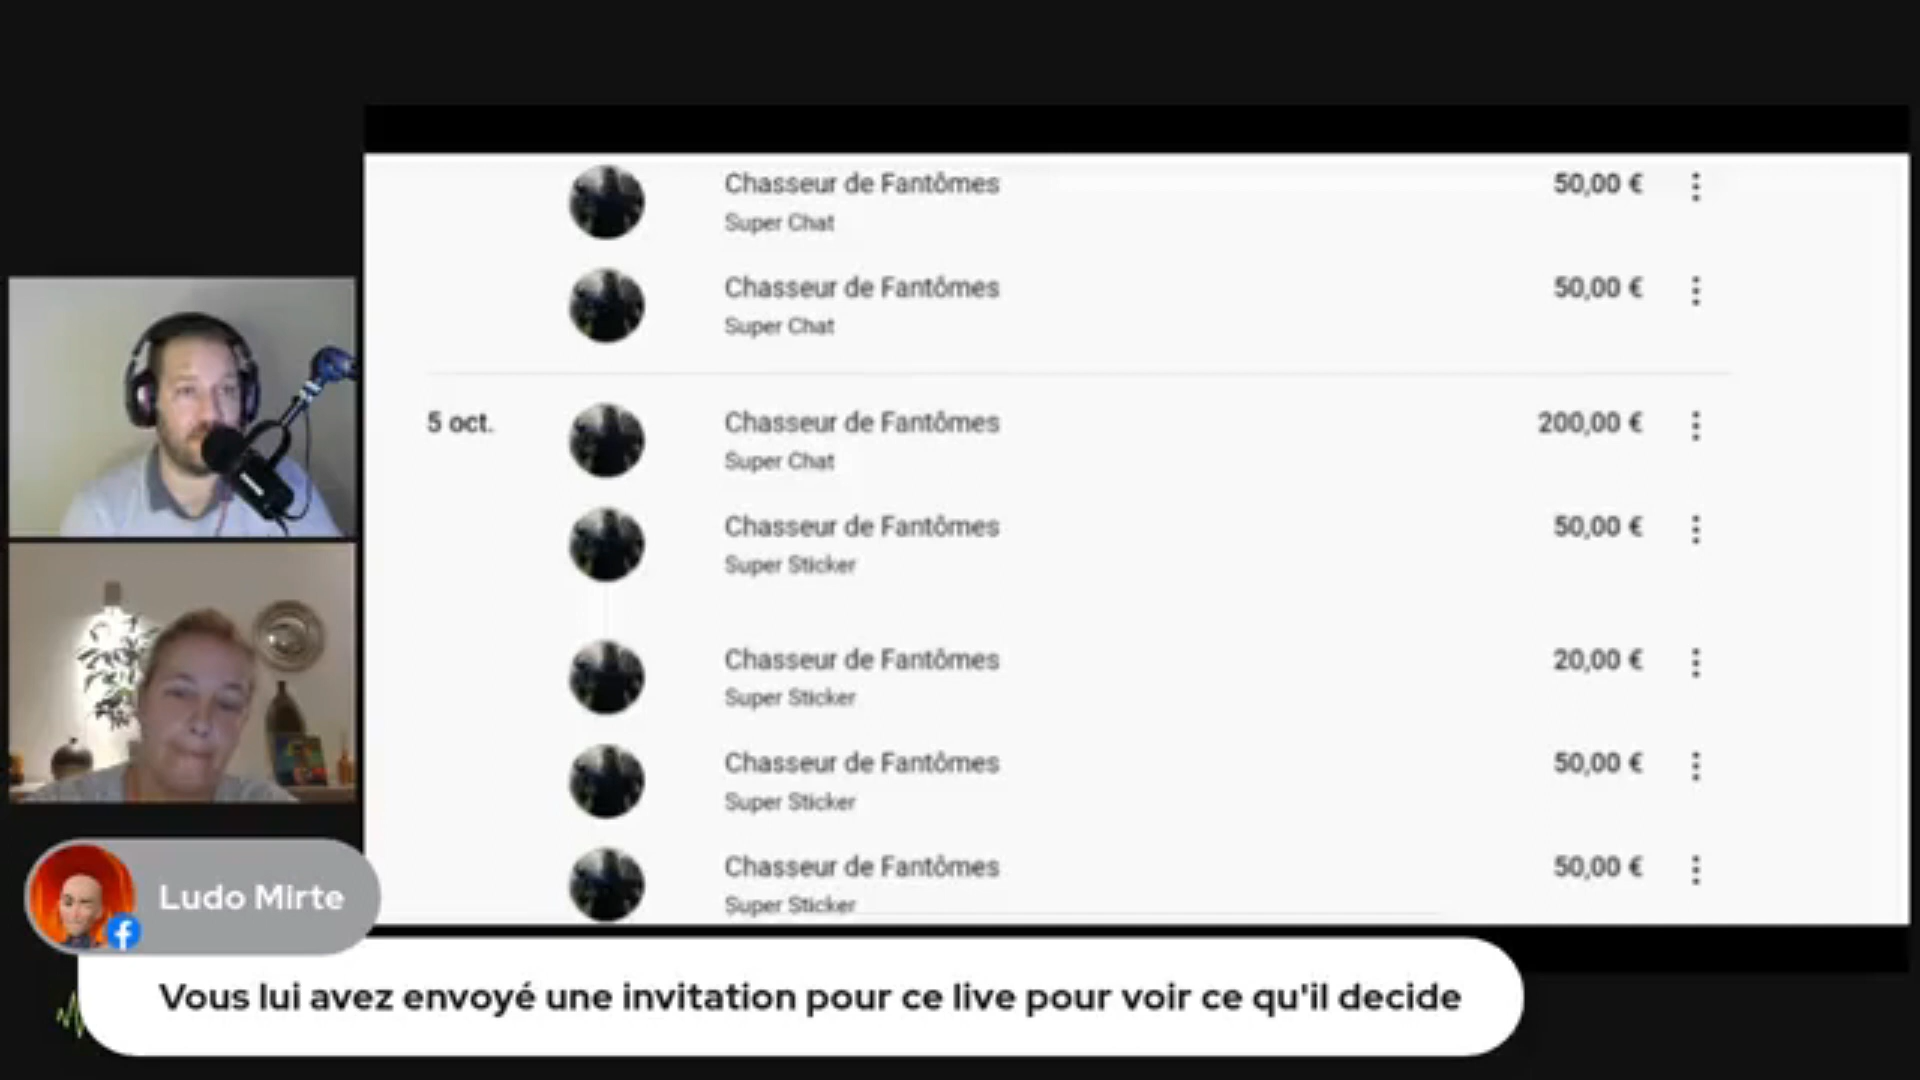 Chasseur de Fantômes 50,00 €
Super Chat
Chasseur de Fantômes 50,00 €
Super Chat
5 oct. Chasseur de Fantômes 200,00 €
Super Chat
Chasseur de Fantômes 50,00 €
Super Sticker
Chasseur de Fantômes 20,00 €
Super Sticker
Chasseur de Fantômes 50,00 €
Super Sticker
Chasseur de Fantômes 50,00 €
Super Sticker
Ludo Mirte
Vous lui avez envoyé une invitation pour ce live pour voir ce qu'il decide